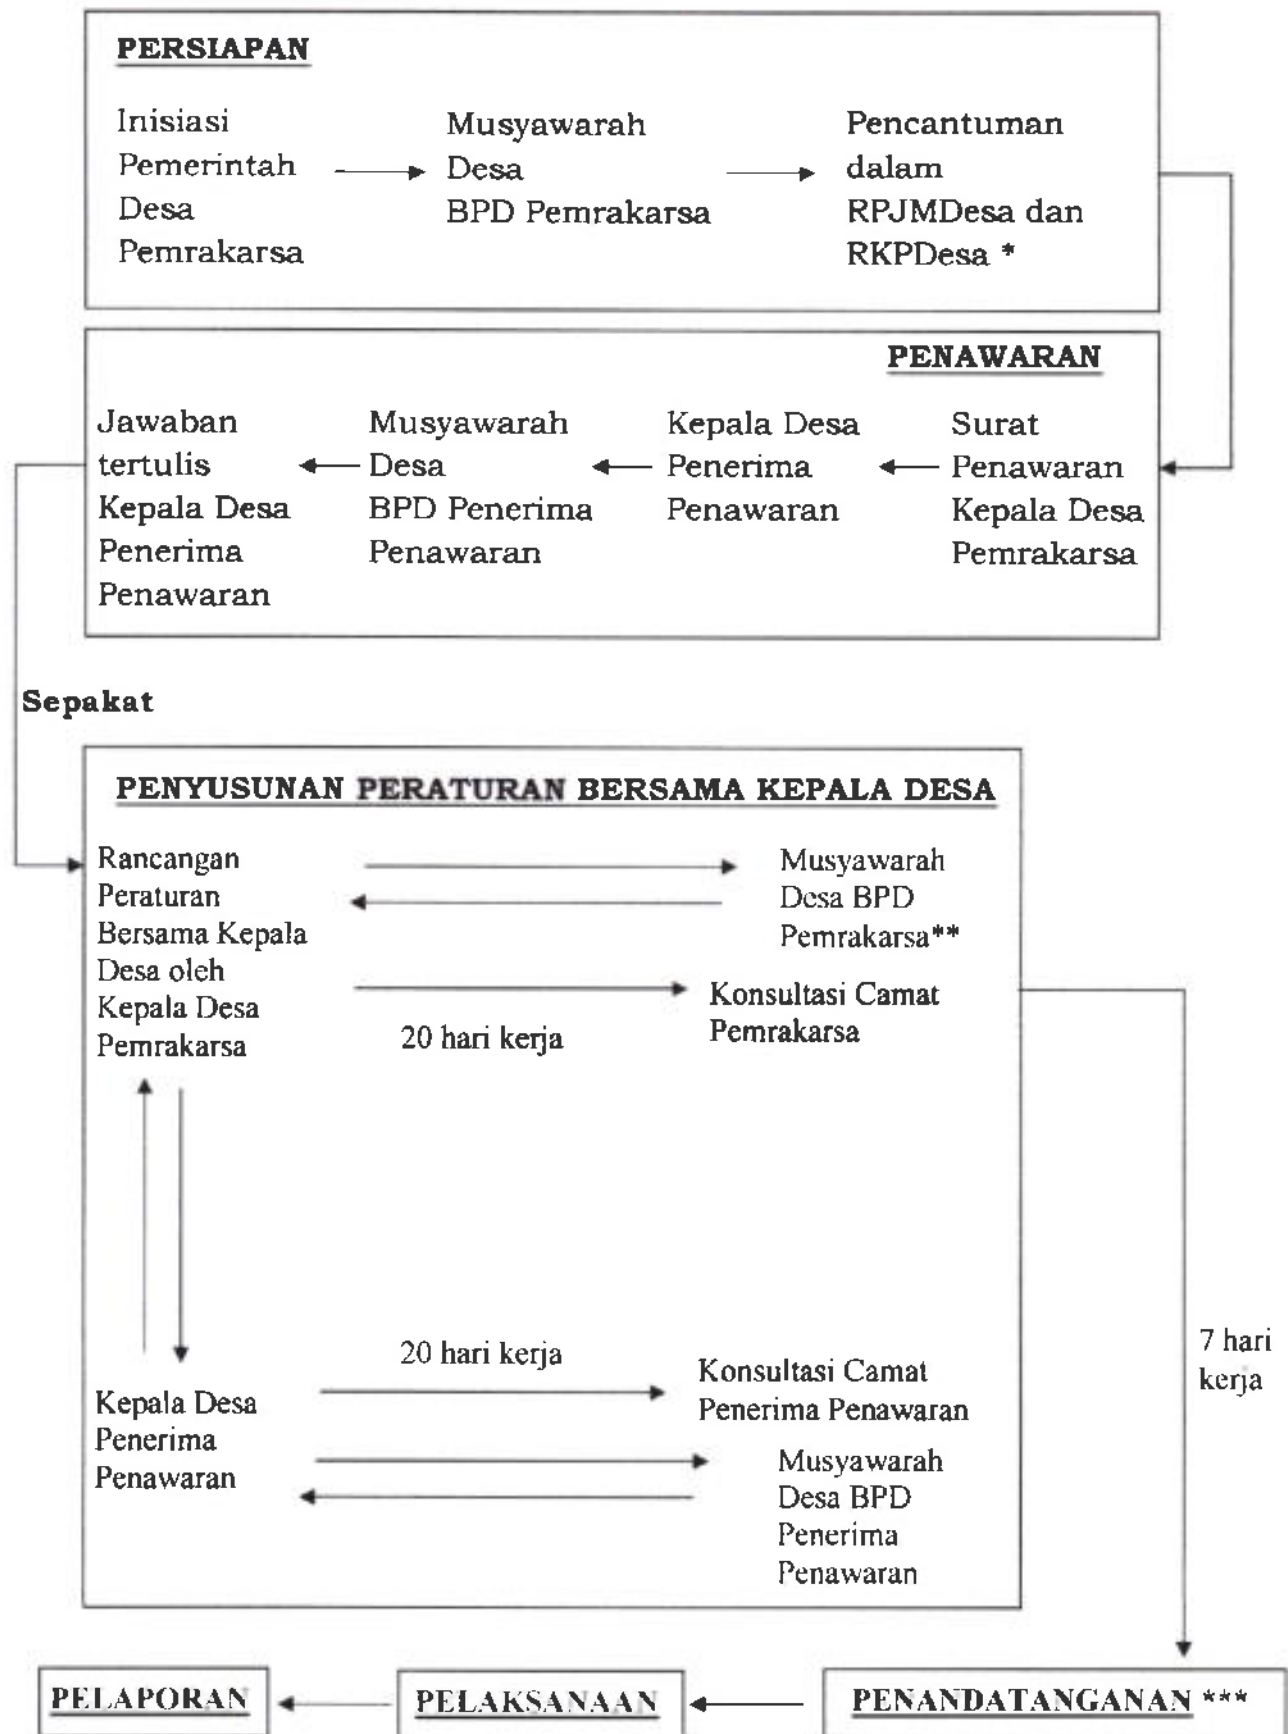 PERSIAPAN
Inisiasi
Pemerintah
Desa
Pemrakarsa
Musyawarah
Desa
BPD Pemrakarsa
Pencantuman
dalam
RPJMDesa dan
RKPDesa *
PENAWARAN
Surat
Penawaran
Kepala Desa
Pemrakarsa
Kepala Desa
Penerima
Penawaran
Musyawarah
Desa
BPD Penerima
Penawaran
Jawaban
tertulis
Kepala Desa
Penerima
Penawaran
Sepakat
PENYUSUNAN PERATURAN BERSAMA KEPALA DESA
Rancangan
Peraturan
Bersama Kepala
Desa oleh
Kepala Desa
Pemrakarsa
Musyawarah
Desa BPD
Pemrakarsa**
20 hari kerja
Konsultasi Camat
Pemrakarsa
Kepala Desa
Penerima
Penawaran
20 hari kerja
Konsultasi Camat
Penerima Penawaran
Musyawarah
Desa BPD
Penerima
Penawaran
7 hari
kerja
PENANDATANGANAN ***
PELAKSANAAN
PELAPORAN